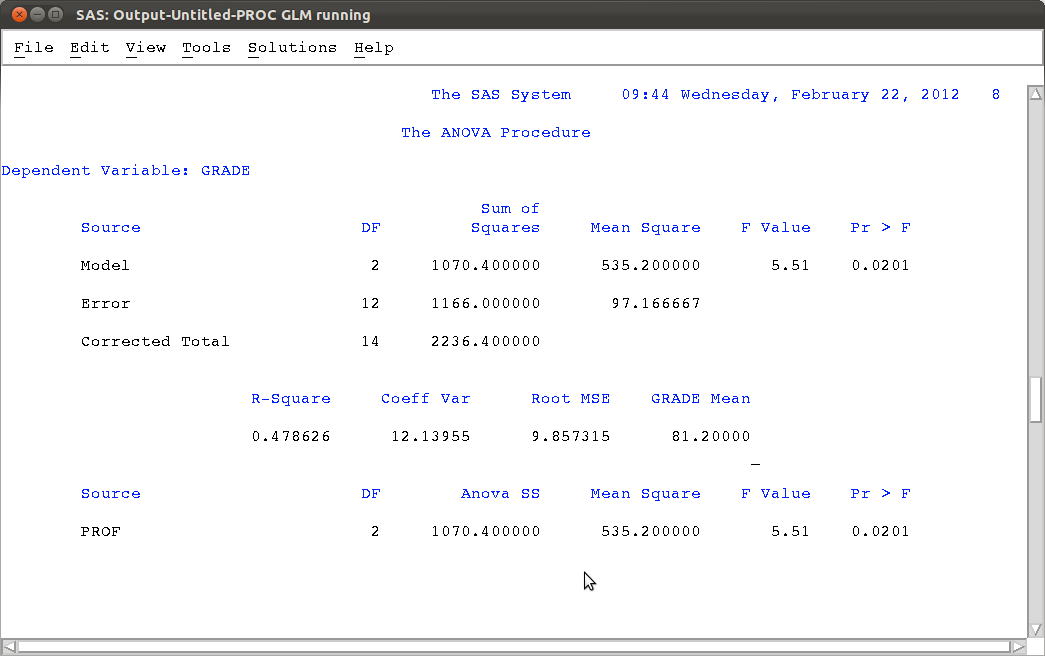 SAS: Output-Untitled-PROC GLM running
File Edit View Tools Solutions Help
The SAS System 09:44 Wednesday, February 22, 2012 8
The ANOVA Procedure
Dependent Variable: GRADE
Sum of
Source DF Squares Mean Square F Value Pr > F
Model 2 1070.400000 535.200000 5.51 0.0201
Error 12 1166.000000 97.166667
Corrected Total 14 2236.400000
R-Square Coeff Var Root MSE GRADE Mean
0.478626 12.13955 9.857315 81.20000
Source DF Anova SS Mean Square F Value Pr > F
PROF 2 1070.400000 535.200000 5.51 0.0201